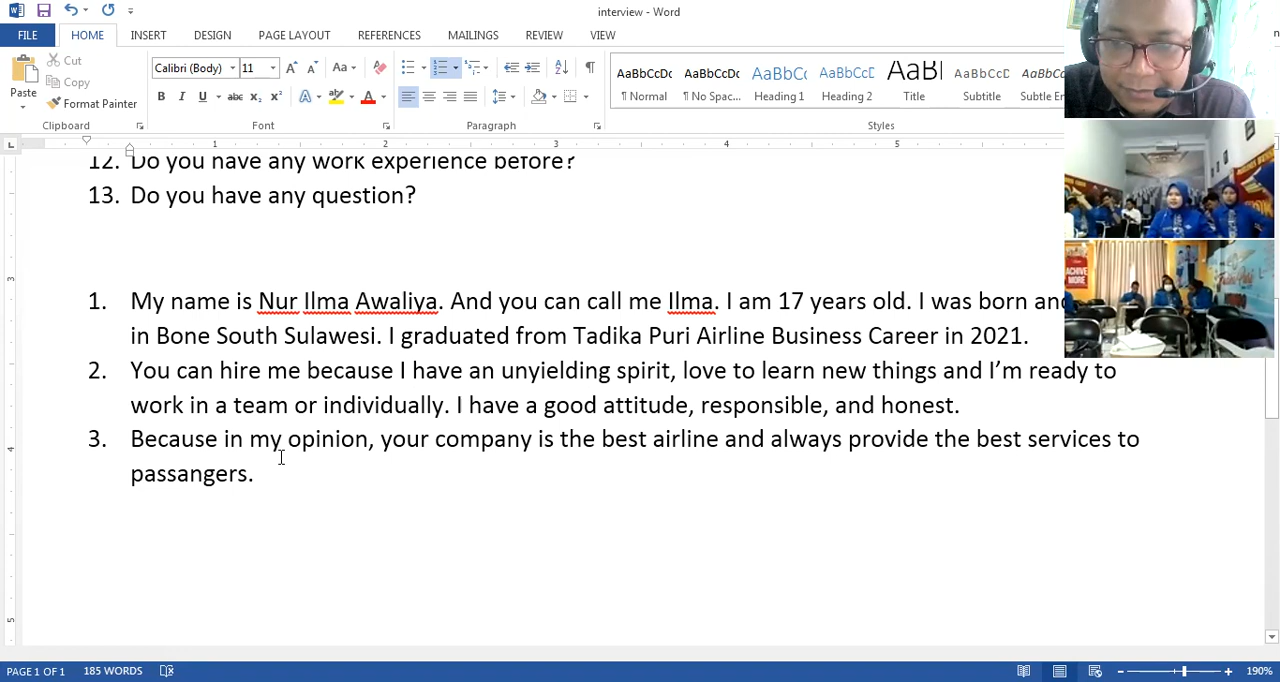 interview - Word
FILE HOME INSERT DESIGN PAGE LAYOUT REFERENCES MAILINGS REVIEW VIEW
Cut
Copy
Paste
Format Painter
Calibri (Body) 11
AaBbCcDc AaBbCcDc AaBbCc AaBbCcD AaBl AaBbCcD
¶ Normal ¶ No Spac... Heading 1 Heading 2 Title Subtitle Subtle Em
Clipboard Font Paragraph Styles
12. Do you have any work experience before?
13. Do you have any question?
1. My name is Nur Ilma Awaliya. And you can call me Ilma. I am 17 years old. I was born and
in Bone South Sulawesi. I graduated from Tadika Puri Airline Business Career in 2021.
2. You can hire me because I have an unyielding spirit, love to learn new things and I’m ready to
work in a team or individually. I have a good attitude, responsible, and honest.
3. Because in my opinion, your company is the best airline and always provide the best services to
passangers.
ACHIEVE
MORE
PAGE 1 OF 1 185 WORDS 190%